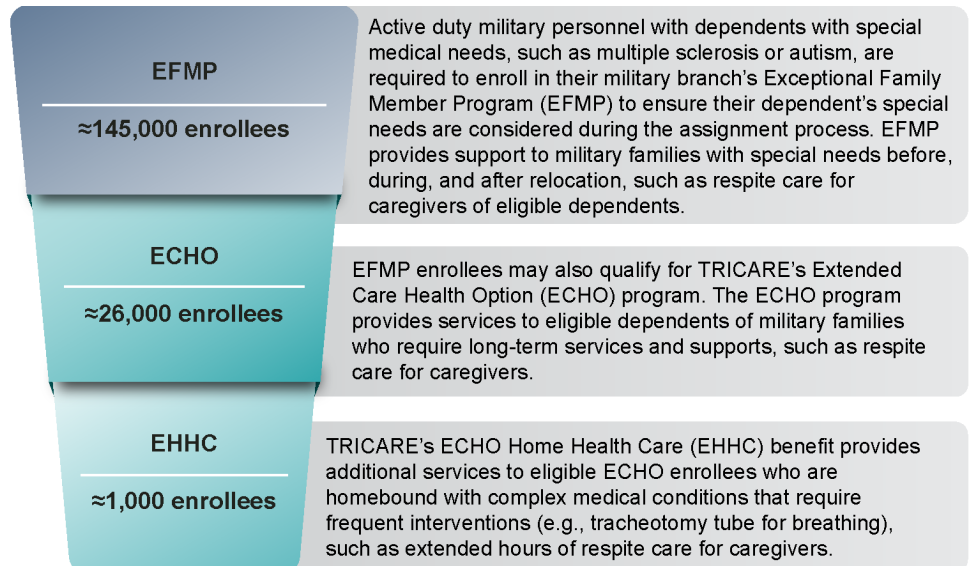 EFMP
≈145,000 enrollees
Active duty military personnel with dependents with special
medical needs, such as multiple sclerosis or autism, are
required to enroll in their military branch’s Exceptional Family
Member Program (EFMP) to ensure their dependent’s special
needs are considered during the assignment process. EFMP
provides support to military families with special needs before,
during, and after relocation, such as respite care for
caregivers of eligible dependents.
ECHO
≈26,000 enrollees
EFMP enrollees may also qualify for TRICARE’s Extended
Care Health Option (ECHO) program. The ECHO program
provides services to eligible dependents of military families
who require long-term services and supports, such as respite
care for caregivers.
EHHC
≈1,000 enrollees
TRICARE’s ECHO Home Health Care (EHHC) benefit provides
additional services to eligible ECHO enrollees who are
homebound with complex medical conditions that require
frequent interventions (e.g., tracheotomy tube for breathing),
such as extended hours of respite care for caregivers.